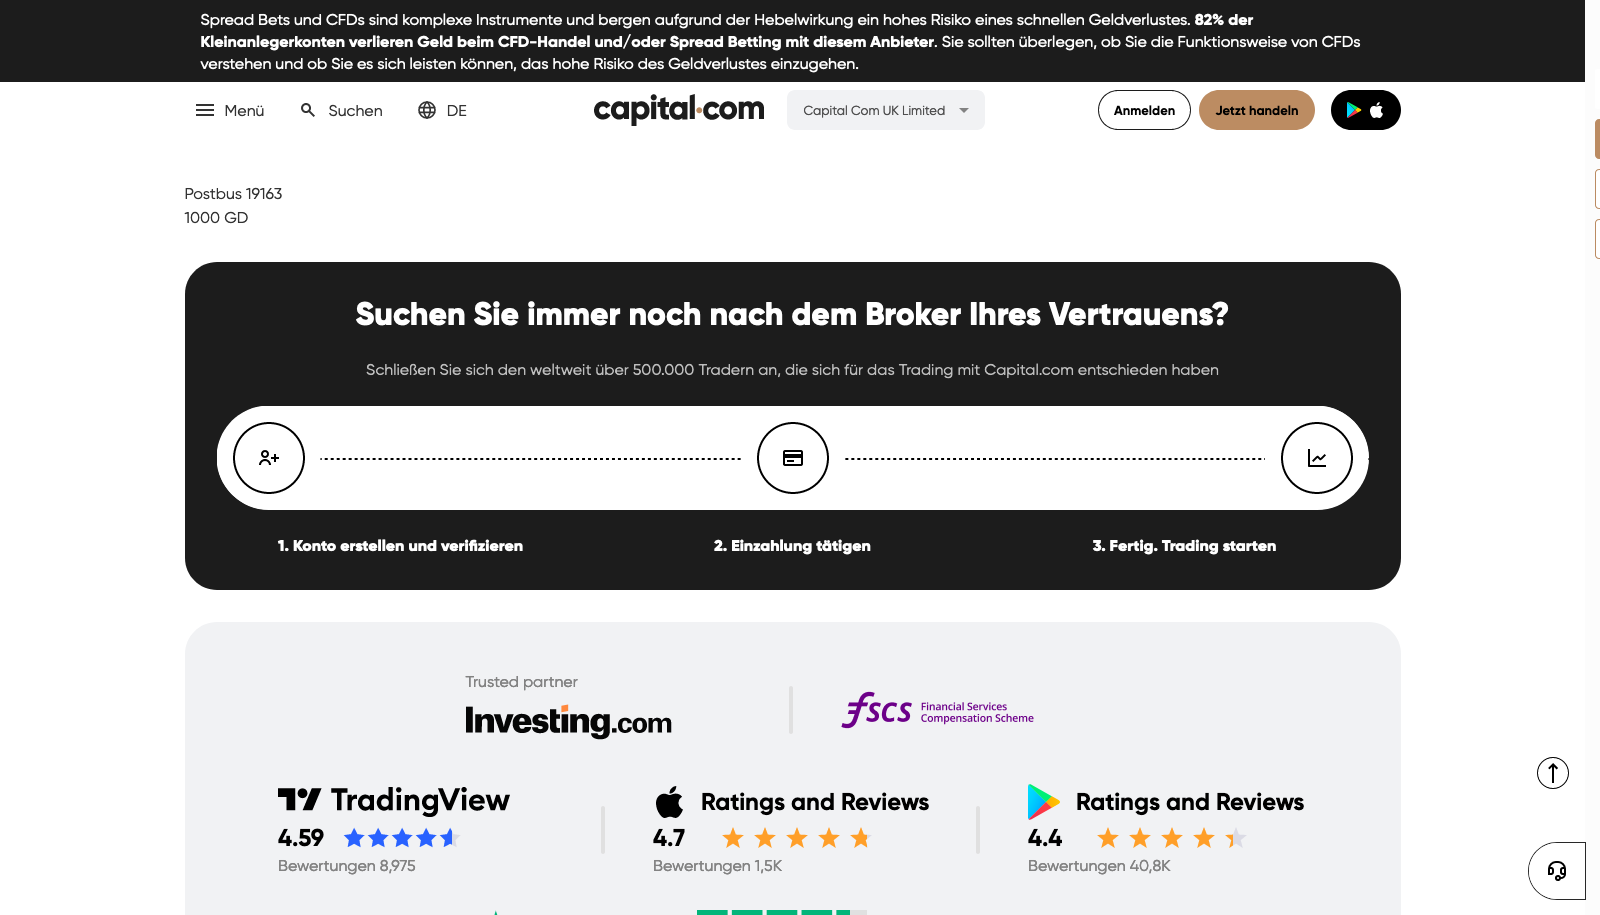 Spread Bets und CFDs sind komplexe Instrumente und bergen aufgrund der Hebelwirkung ein hohes Risiko eines schnellen Geldverlustes. 82% der
Kleinanlegerkonten verlieren Geld beim CFD-Handel und/oder Spread Betting mit diesem Anbieter. Sie sollten überlegen, ob Sie die Funktionsweise von CFDs
verstehen und ob Sie es sich leisten können, das hohe Risiko des Geldverlustes einzugehen.
Menü Suchen DE capital.com Capital Com UK Limited Anmelden Jetzt handeln
Postbus 19163
1000 GD
Suchen Sie immer noch nach dem Broker Ihres Vertrauens?
Schließen Sie sich den weltweit über 500.000 Tradern an, die sich für das Trading mit Capital.com entschieden haben
1. Konto erstellen und verifizieren 2. Einzahlung tätigen 3. Fertig. Trading starten
Trusted partner
Investing.com
fscs Financial Services
Compensation Scheme
TradingView
4.59
Bewertungen 8,975
Ratings and Reviews
4.7
Bewertungen 1,5K
Ratings and Reviews
4.4
Bewertungen 40,8K